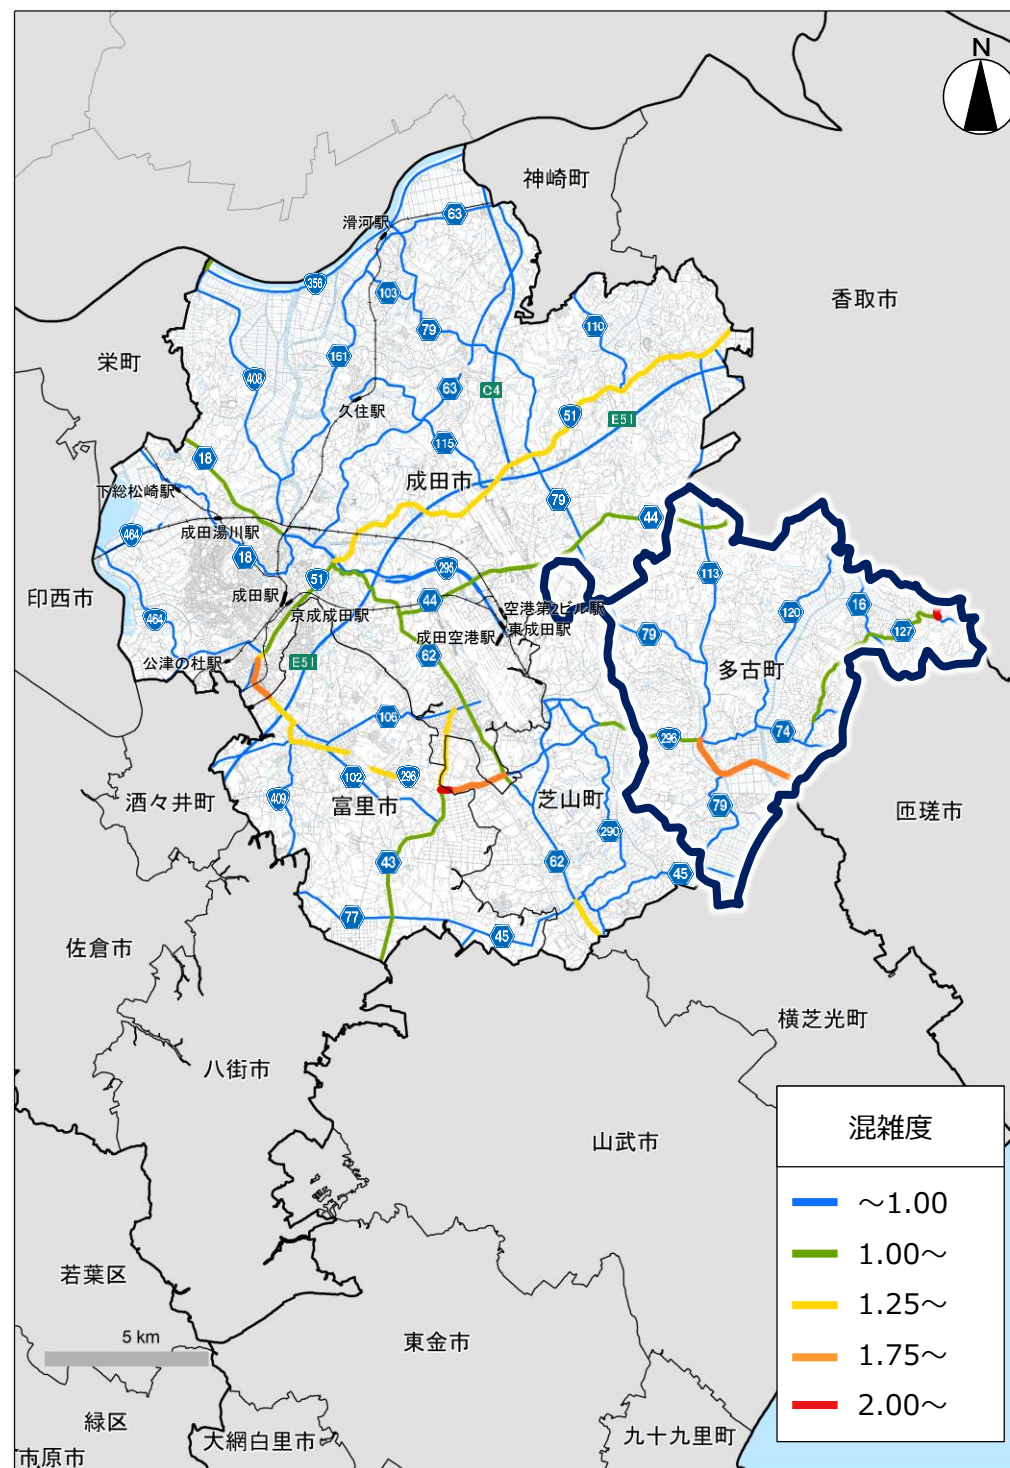 N
神崎町
滑河駅
63
香取市
356
103
110
79
栄町
161
408
63
C4
久住駅
51
E51
115
18
成田市
下総松崎駅
79
44
464
成田湯川駅
18
295
113
51
印西市
成田駅
44
空港第2ビル駅
16
120
464
京成成田駅
東成田駅
127
成田空港駅
79
公津の杜駅
E51
62
多古町
106
74
296
102
296
酒々井町
409
富里市
芝山町
79
匝瑳市
290
43
62
45
77
佐倉市
45
横芝光町
八街市
山武市
若葉区
5 km
東金市
緑区
大網白里市
九十九里町
市原市
混雑度
～1.00
1.00～
1.25～
1.75～
2.00～